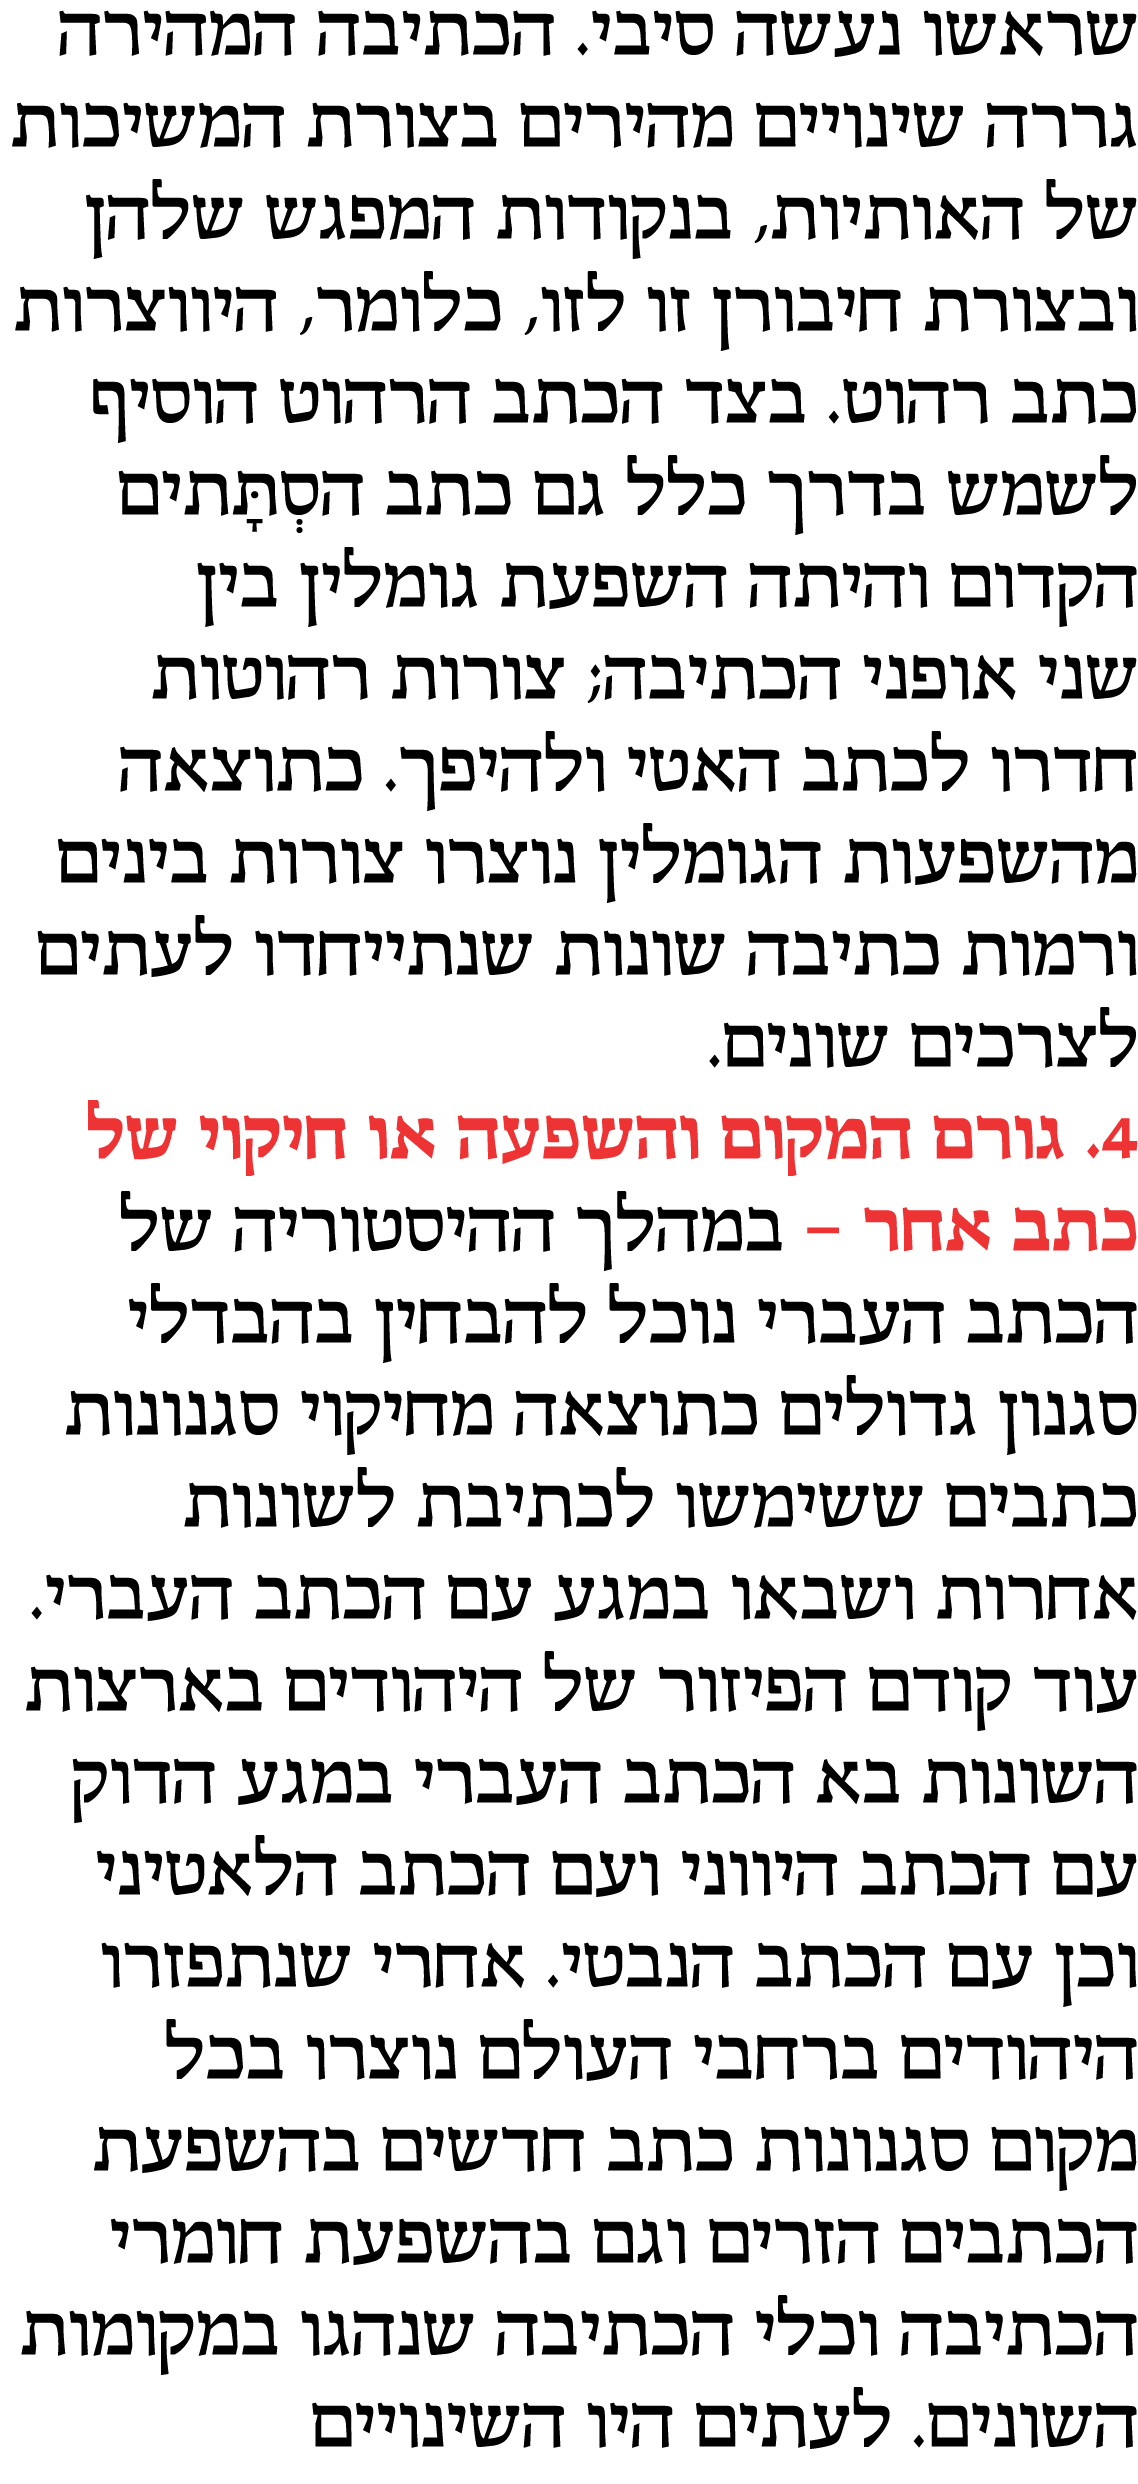 שראשו נעשה סיבי. הכתיבה המהירה
גררה שינויים מהירים בצורת המשיכות
של האותיות, בנקודות המפגש שלהן
ובצורת חיבורן זו לזו, כלומר, היווצרות
כתב רהוט. בצד הכתב הרהוט הוסיף
לשמש בדרך כלל גם כתב הסְתָּתים
הקדום והיתה השפעת גומלין בין
שני אופני הכתיבה; צורות רהוטות
חדרו לכתב האטי ולהיפך. כתוצאה
מהשפעות הגומלין נוצרו צורות בינים
ורמות כתיבה שונות שנתייחדו לעתים
לצרכים שונים.
4. גורם המקום והשפעה או חיקוי של
כתב אחר – במהלך ההיסטוריה של
הכתב העברי נוכל להבחין בהבדלי
סגנון גדולים כתוצאה מחיקוי סגנונות
כתבים ששימשו לכתיבת לשונות
אחרות ושבאו במגע עם הכתב העברי.
עוד קודם הפיזור של היהודים בארצות
השונות בא הכתב העברי במגע הדוק
עם הכתב היווני ועם הכתב הלאטיני
וכן עם הכתב הנבטי. אחרי שנתפזרו
היהודים ברחבי העולם נוצרו בכל
מקום סגנונות כתב חדשים בהשפעת
הכתבים הזרים וגם בהשפעת חומרי
הכתיבה וכלי הכתיבה שנהגו במקומות
השונים. לעתים היו השינויים